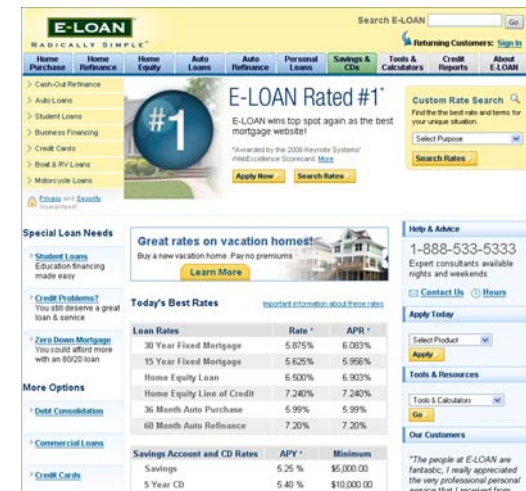 Search E-LOAN
Go
E-LOAN
RADICALLY SIMPLE
Returning Customers: Sign In
Home Purchase
Home Refinance
Home Equity
Auto Loans
Auto Refinance
Personal Loans
Savings & CDs
Tools & Calculators
Credit Reports
About E-LOAN
Cash-Out Refinance
Auto Loans
Student Loans
Business Financing
Credit Cards
Boat & RV Loans
Motorcycle Loans
Privacy and Security
#1
E-LOAN Rated #1*
E-LOAN wins top spot again as the best
mortgage website!
*Awarded by the 2006 Keynote Systems'
WebExcellence Scorecard. More
Apply Now
Search Rates
Custom Rate Search
Find the the best rate and terms for
your unique situation.
Select Purpose
Search Rates
Special Loan Needs
Student Loans
Education financing
made easy
Credit Problems?
You still deserve a great
loan & service
Zero Down Mortgage
You could afford more
with an 80/20 loan
More Options
Debt Consolidation
Commercial Loans
Credit Cards
Great rates on vacation homes!
Buy a new vacation home. Pay no premiums
Learn More
Today's Best Rates
Important information about these rates
Loan Rates Rate * APR *
30 Year Fixed Mortgage 5.875% 6.083%
15 Year Fixed Mortgage 5.625% 5.956%
Home Equity Loan 6.500% 6.903%
Home Equity Line of Credit 7.240% 7.240%
36 Month Auto Purchase 5.99% 5.99%
60 Month Auto Refinance 7.20% 7.20%
Savings Account and CD Rates APY * Minimum
Savings 5.25 % $5,000.00
5 Year CD 5.40 % $10,000.00
Help & Advice
1-888-533-5333
Expert consultants available
nights and weekends
Contact Us
Hours
Apply Today
Select Product
Apply
Tools & Resources
Tools & Calculators
Go
Our Customers
"The people at E-LOAN are
fantastic, I really appreciated
the very professional personal
service that I received from